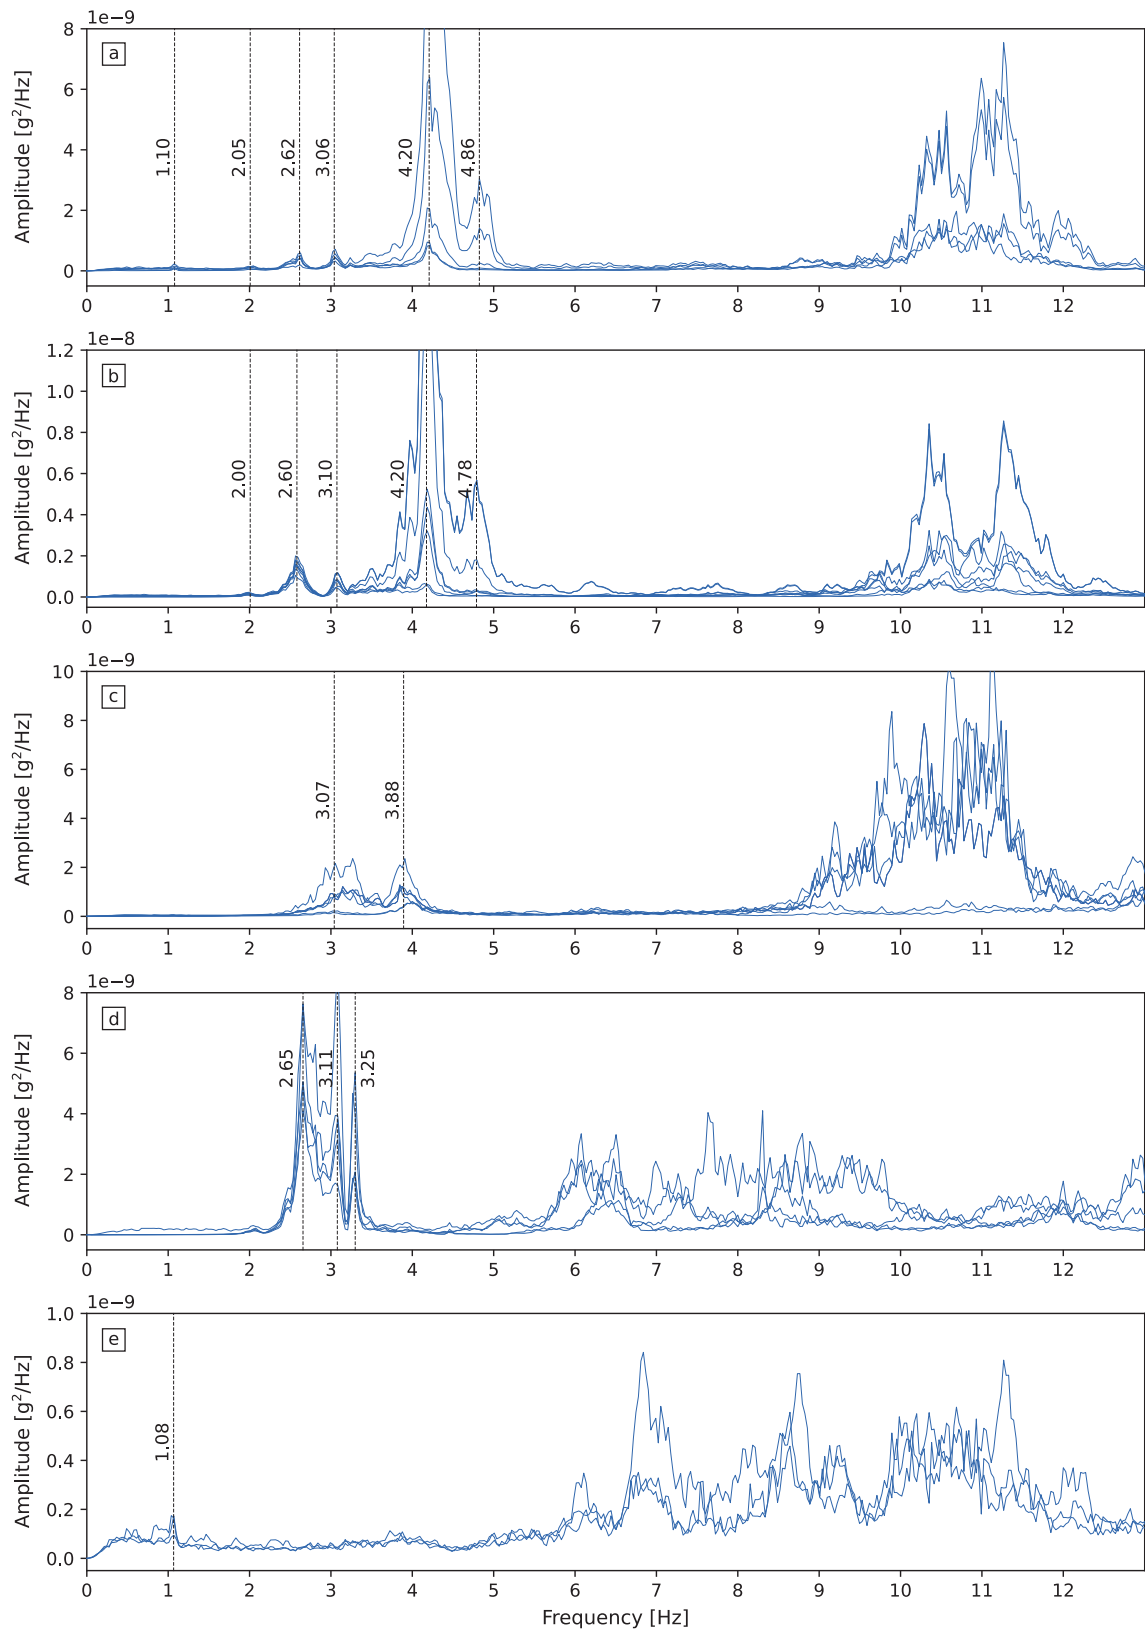 1e−9
a
Amplitude [g²/Hz]
8
6
4
2
0
1.10
2.05
2.62
3.06
4.20
4.86
0 1 2 3 4 5 6 7 8 9 10 11 12
1e−8
b
Amplitude [g²/Hz]
1.2
1.0
0.8
0.6
0.4
0.2
0.0
2.00
2.60
3.10
4.20
4.78
0 1 2 3 4 5 6 7 8 9 10 11 12
1e−9
c
Amplitude [g²/Hz]
10
8
6
4
2
0
3.07
3.88
0 1 2 3 4 5 6 7 8 9 10 11 12
1e−9
d
Amplitude [g²/Hz]
8
6
4
2
0
2.65
3.11
3.25
0 1 2 3 4 5 6 7 8 9 10 11 12
1e−9
e
Amplitude [g²/Hz]
1.0
0.8
0.6
0.4
0.2
0.0
1.08
0 1 2 3 4 5 6 7 8 9 10 11 12
Frequency [Hz]